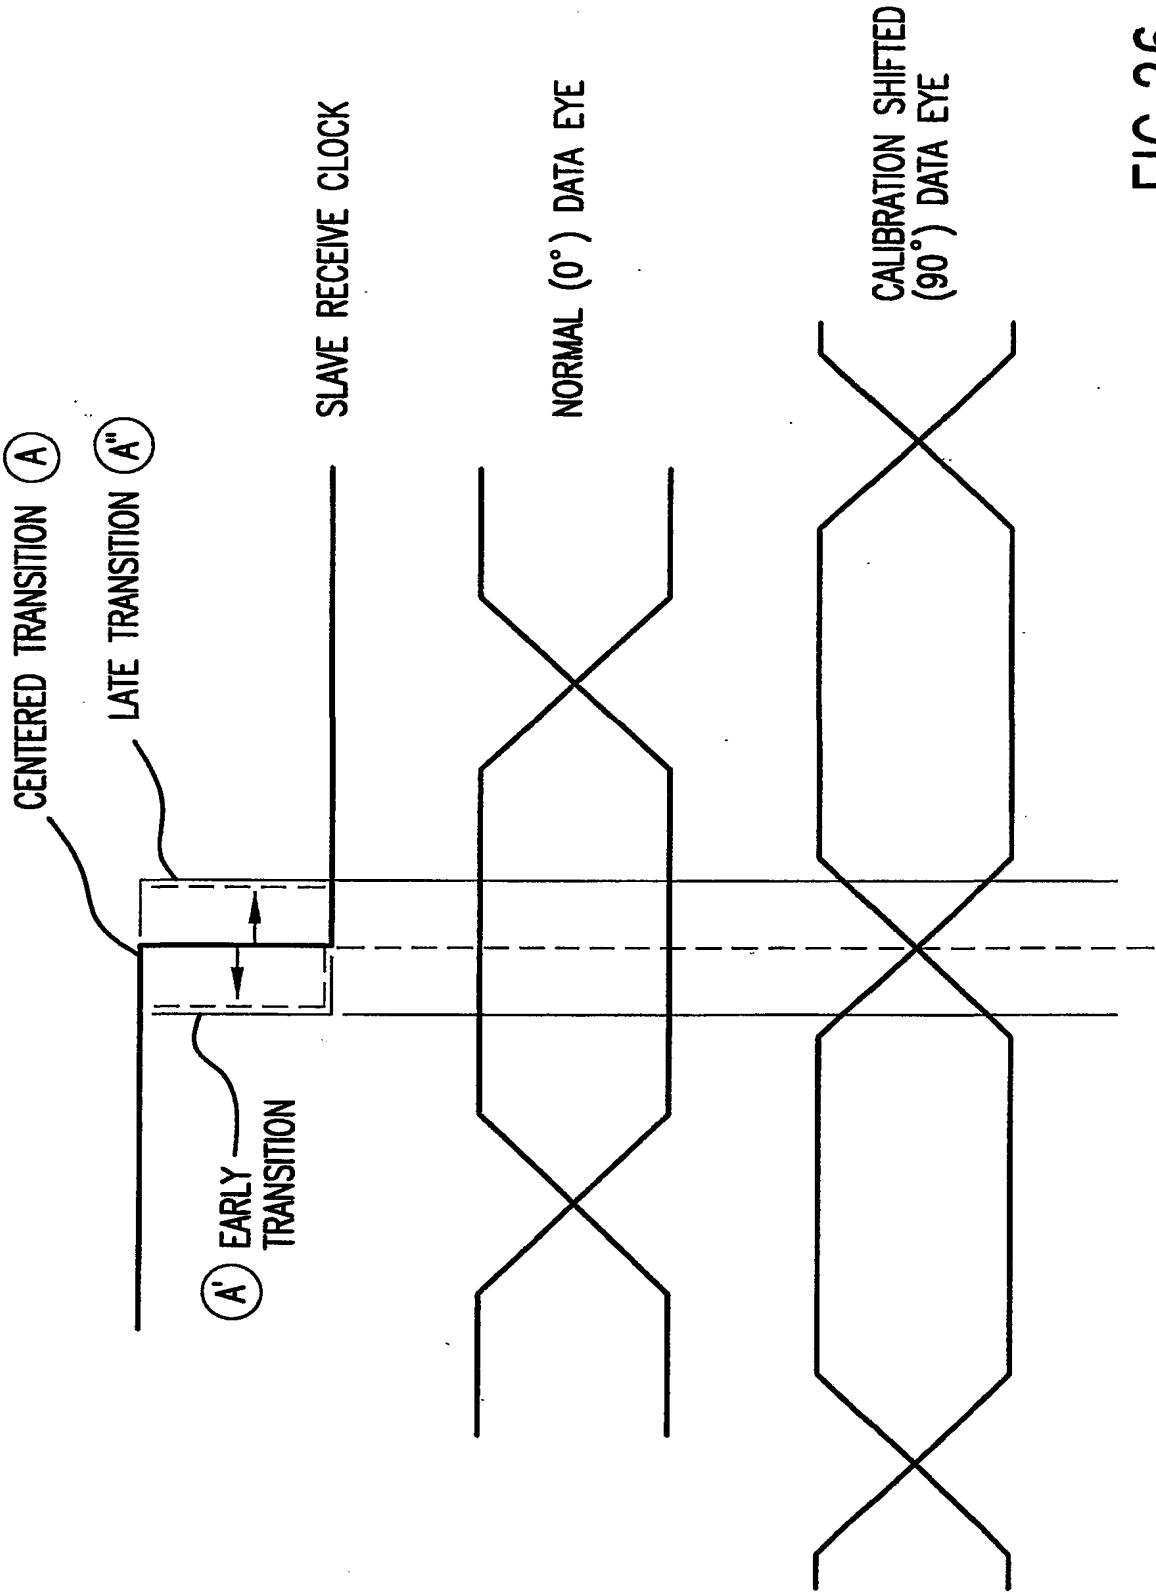 CENTERED TRANSITION A
LATE TRANSITION A"
A' EARLY
TRANSITION
SLAVE RECEIVE CLOCK
NORMAL (0°) DATA EYE
CALIBRATION SHIFTED
(90°) DATA EYE
FIG. 26